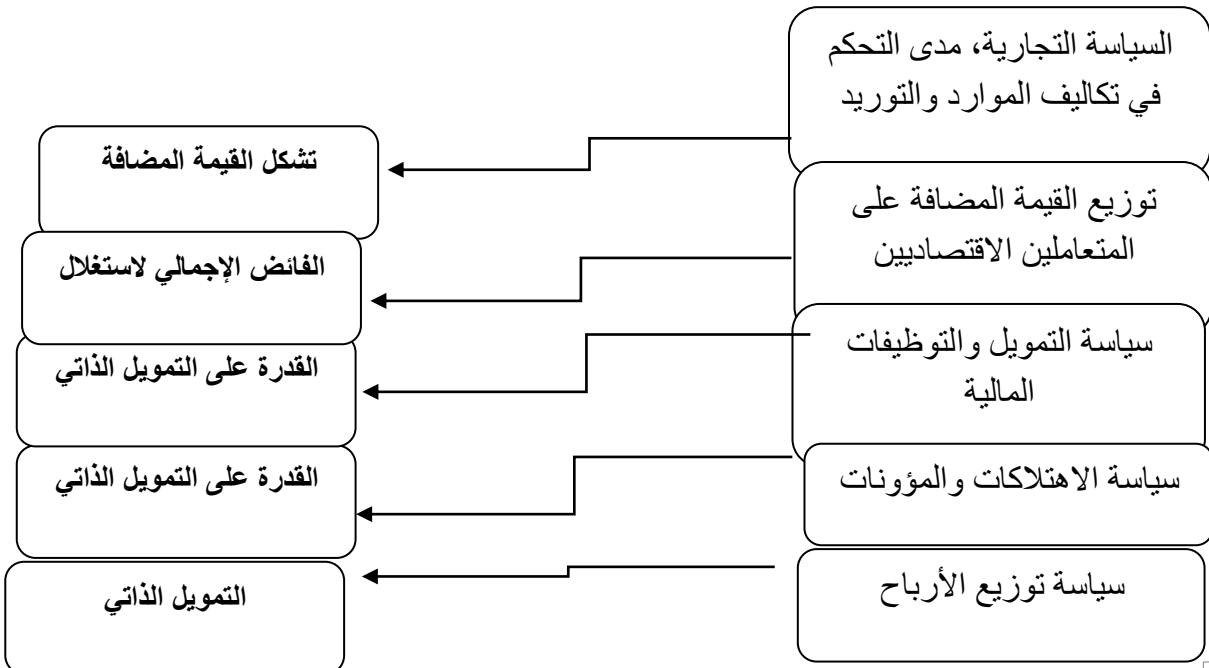 السياسة التجارية، مدى التحكم
في تكاليف الموارد والتوريد
تشكل القيمة المضافة
توزيع القيمة المضافة على
المتعاملين الاقتصاديين
الفائض الإجمالي لاستغلال
سياسة التمويل والتوظيفات
المالية
القدرة على التمويل الذاتي
سياسة الاهتلاكات والمؤونات
القدرة على التمويل الذاتي
سياسة توزيع الأرباح
التمويل الذاتي